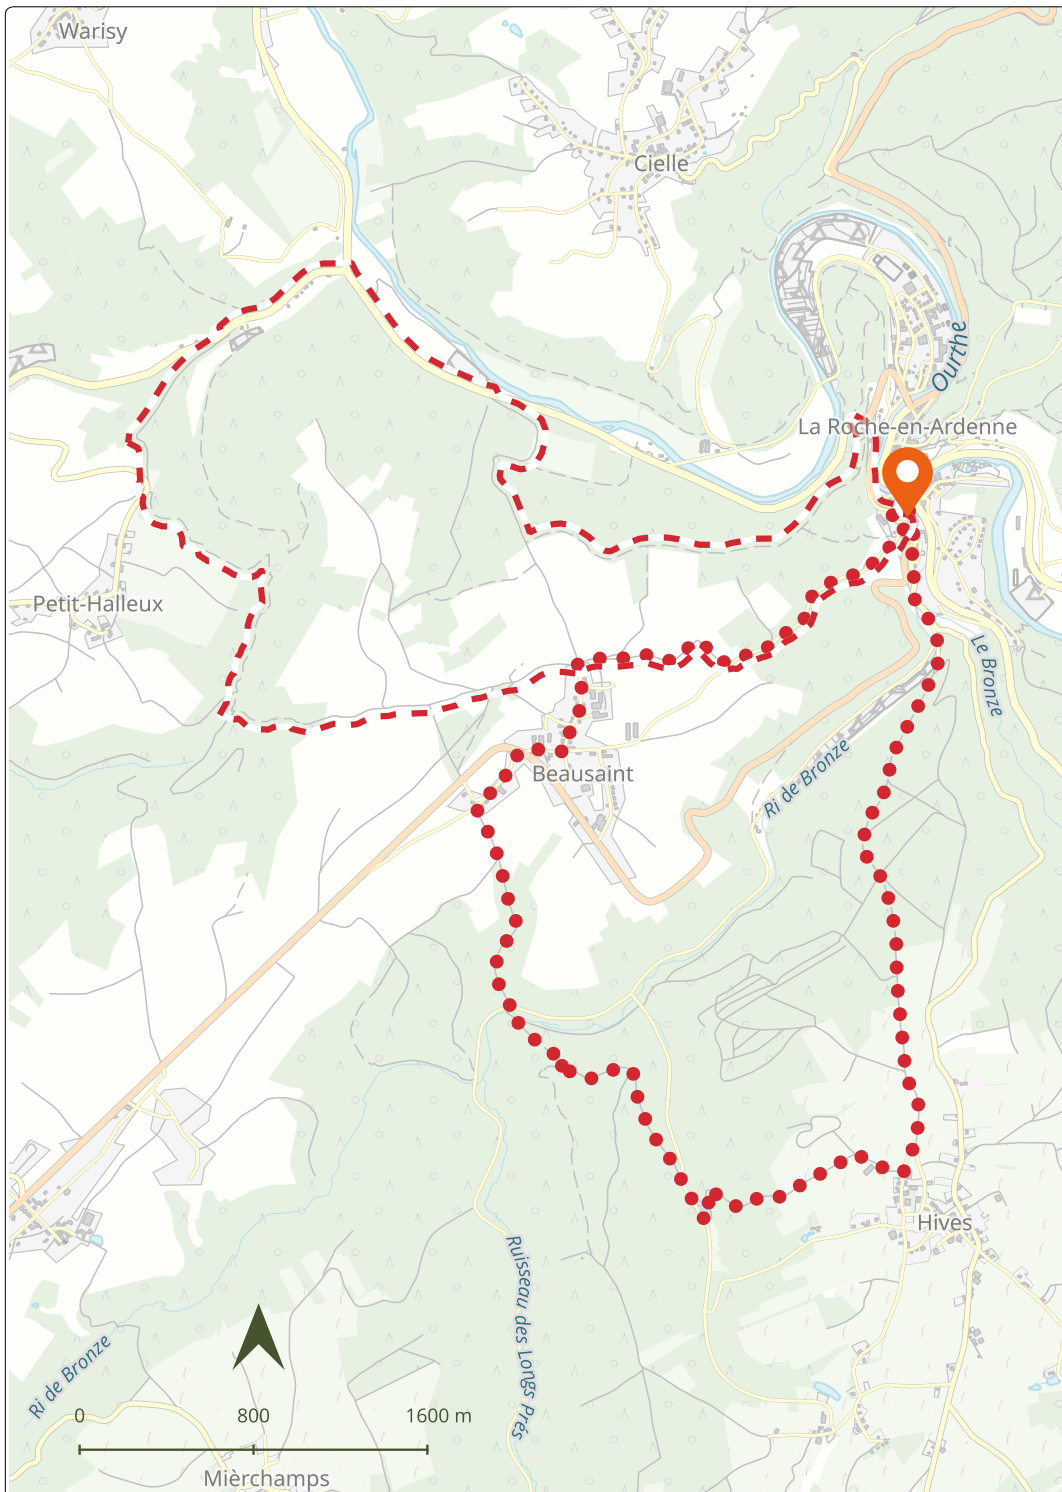 Warisy
Cielle
Ourthe
La Roche-en-Ardenne
Petit-Halleux
Le Bronze
Beausaint
Ri de Bronze
Hives
Ruisseau des Longs Prés
Ri de Bronze
0 800 1600 m
Mièrchamps